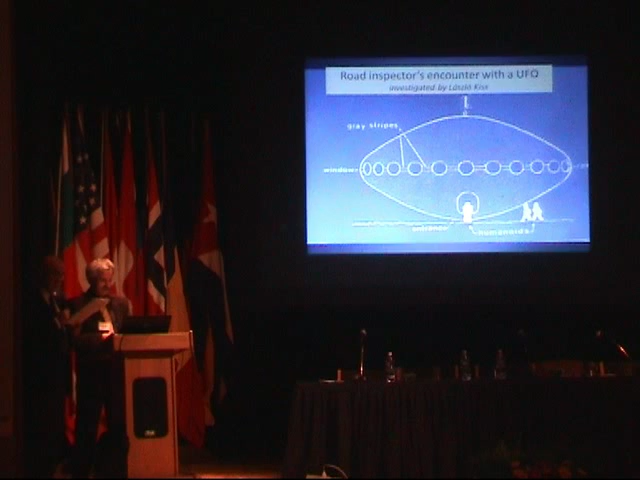 Road inspector's encounter with a UFO
investigated by László Kiss
gray stripes
window
entrance
humanoids